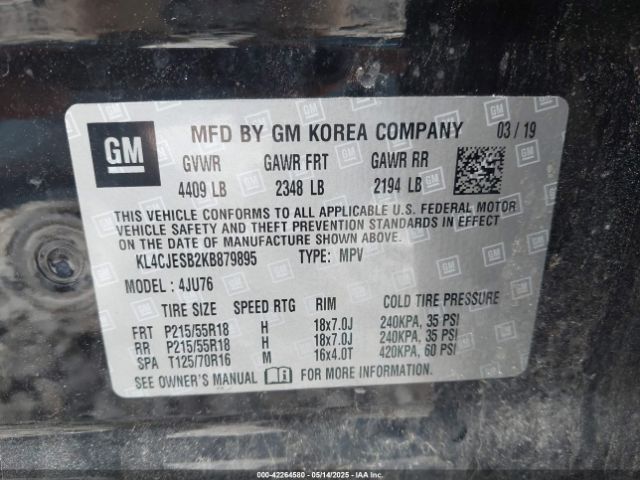 GM MFD BY GM KOREA COMPANY 03/19
GVWR GAWR FRT GAWR RR
4409 LB 2348 LB 2194 LB
THIS VEHICLE CONFORMS TO ALL APPLICABLE U.S. FEDERAL MOTOR
VEHICLE SAFETY AND THEFT PREVENTION STANDARDS IN EFFECT
ON THE DATE OF MANUFACTURE SHOWN ABOVE.
KL4CJESB2KB879895 TYPE: MPV
MODEL: 4JU76
TIRE SIZE SPEED RTG RIM COLD TIRE PRESSURE
FRT P215/55R18 H 18x7.0J 240KPA, 35 PSI
RR P215/55R18 H 18x7.0J 240KPA, 35 PSI
SPA T125/70R16 M 16x4.0T 420KPA, 60 PSI
SEE OWNER'S MANUAL FOR MORE INFORMATION.
000-42264580 — 05/14/2025 — IAA, Inc.